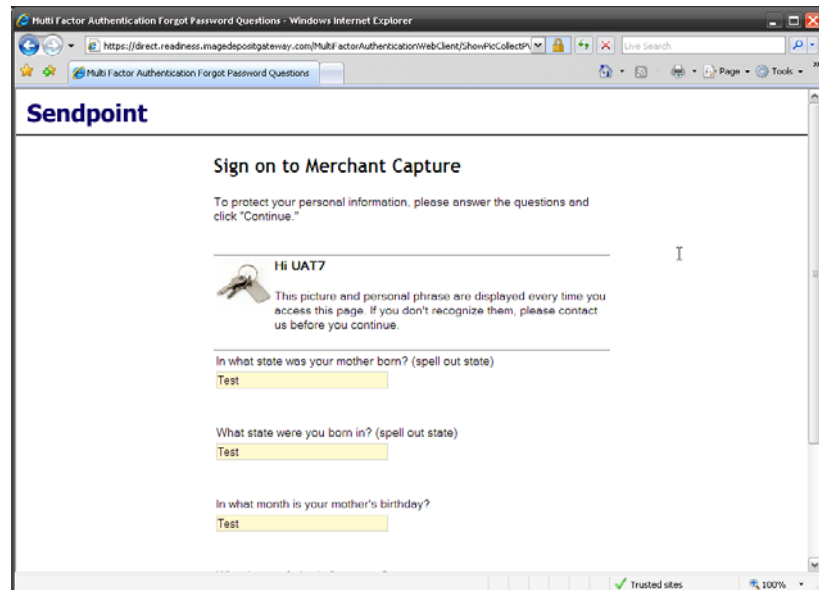 Multi Factor Authentication Forgot Password Questions - Windows Internet Explorer
https://direct.readiness.imagedepositgateway.com/MultiFactorAuthenticationWebClient/ShowPicCollectPV
Live Search
Multi Factor Authentication Forgot Password Questions
Page
Tools
Sendpoint
Sign on to Merchant Capture
To protect your personal information, please answer the questions and
click "Continue."
Hi UAT7
This picture and personal phrase are displayed every time you
access this page. If you don't recognize them, please contact
us before you continue.
In what state was your mother born? (spell out state)
Test
What state were you born in? (spell out state)
Test
In what month is your mother's birthday?
Test
Trusted sites
100%